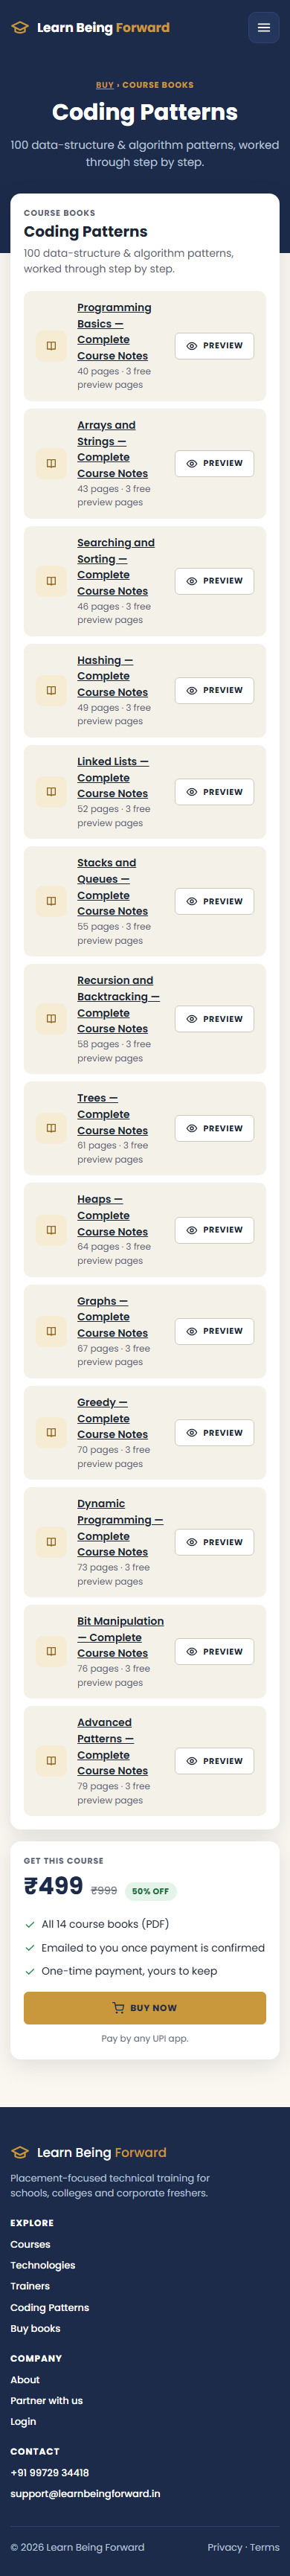 Learn Being Forward
BUY › COURSE BOOKS
Coding Patterns
100 data-structure & algorithm patterns, worked
through step by step.
COURSE BOOKS
Coding Patterns
100 data-structure & algorithm patterns,
worked through step by step.
Programming
Basics —
Complete
Course Notes
40 pages · 3 free
preview pages
PREVIEW
Arrays and
Strings —
Complete
Course Notes
43 pages · 3 free
preview pages
PREVIEW
Searching and
Sorting —
Complete
Course Notes
46 pages · 3 free
preview pages
PREVIEW
Hashing —
Complete
Course Notes
49 pages · 3 free
preview pages
PREVIEW
Linked Lists —
Complete
Course Notes
52 pages · 3 free
preview pages
PREVIEW
Stacks and
Queues —
Complete
Course Notes
55 pages · 3 free
preview pages
PREVIEW
Recursion and
Backtracking —
Complete
Course Notes
58 pages · 3 free
preview pages
PREVIEW
Trees —
Complete
Course Notes
61 pages · 3 free
preview pages
PREVIEW
Heaps —
Complete
Course Notes
64 pages · 3 free
preview pages
PREVIEW
Graphs —
Complete
Course Notes
67 pages · 3 free
preview pages
PREVIEW
Greedy —
Complete
Course Notes
70 pages · 3 free
preview pages
PREVIEW
Dynamic
Programming —
Complete
Course Notes
73 pages · 3 free
preview pages
PREVIEW
Bit Manipulation
— Complete
Course Notes
76 pages · 3 free
preview pages
PREVIEW
Advanced
Patterns —
Complete
Course Notes
79 pages · 3 free
preview pages
PREVIEW
GET THIS COURSE
₹499 ₹999 50% OFF
All 14 course books (PDF)
Emailed to you once payment is confirmed
One-time payment, yours to keep
BUY NOW
Pay by any UPI app.
Learn Being Forward
Placement-focused technical training for
schools, colleges and corporate freshers.
EXPLORE
Courses
Technologies
Trainers
Coding Patterns
Buy books
COMPANY
About
Partner with us
Login
CONTACT
+91 99729 34418
support@learnbeingforward.in
© 2026 Learn Being Forward
Privacy · Terms